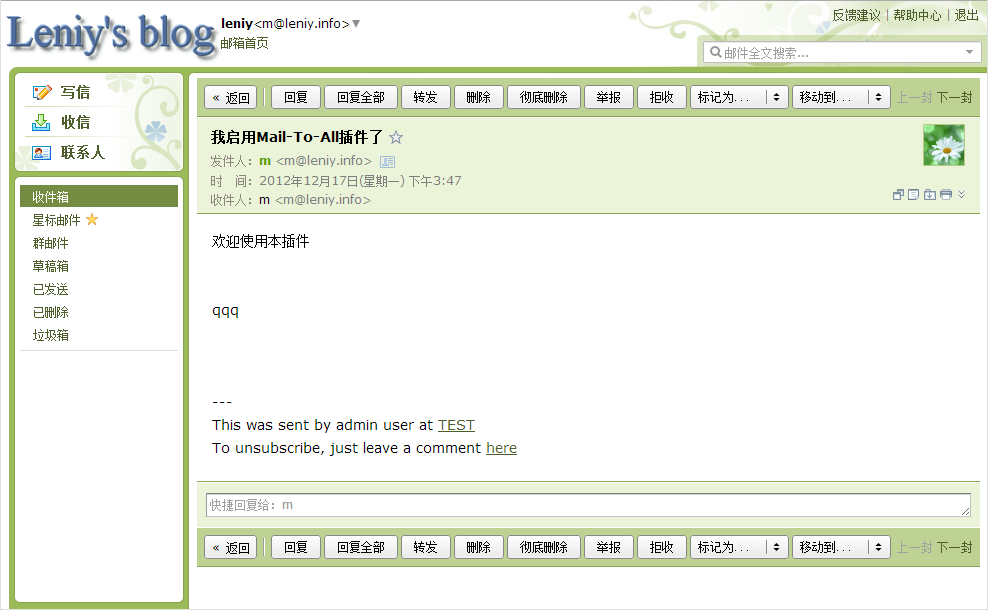 Leniy's blog
leniy<m@leniy.info>
邮箱首页
反馈建议 | 帮助中心 | 退出
邮件全文搜索...
写信
收信
联系人
收件箱
星标邮件
群邮件
草稿箱
已发送
已删除
垃圾箱
« 返回 回复 回复全部 转发 删除 彻底删除 举报 拒收 标记为... 移动到... 上一封 下一封
我启用Mail-To-All插件了
发件人：m <m@leniy.info>
时 间：2012年12月17日(星期一) 下午3:47
收件人：m <m@leniy.info>
欢迎使用本插件
qqq
---
This was sent by admin user at TEST
To unsubscribe, just leave a comment here
快捷回复给：m
« 返回 回复 回复全部 转发 删除 彻底删除 举报 拒收 标记为... 移动到... 上一封 下一封